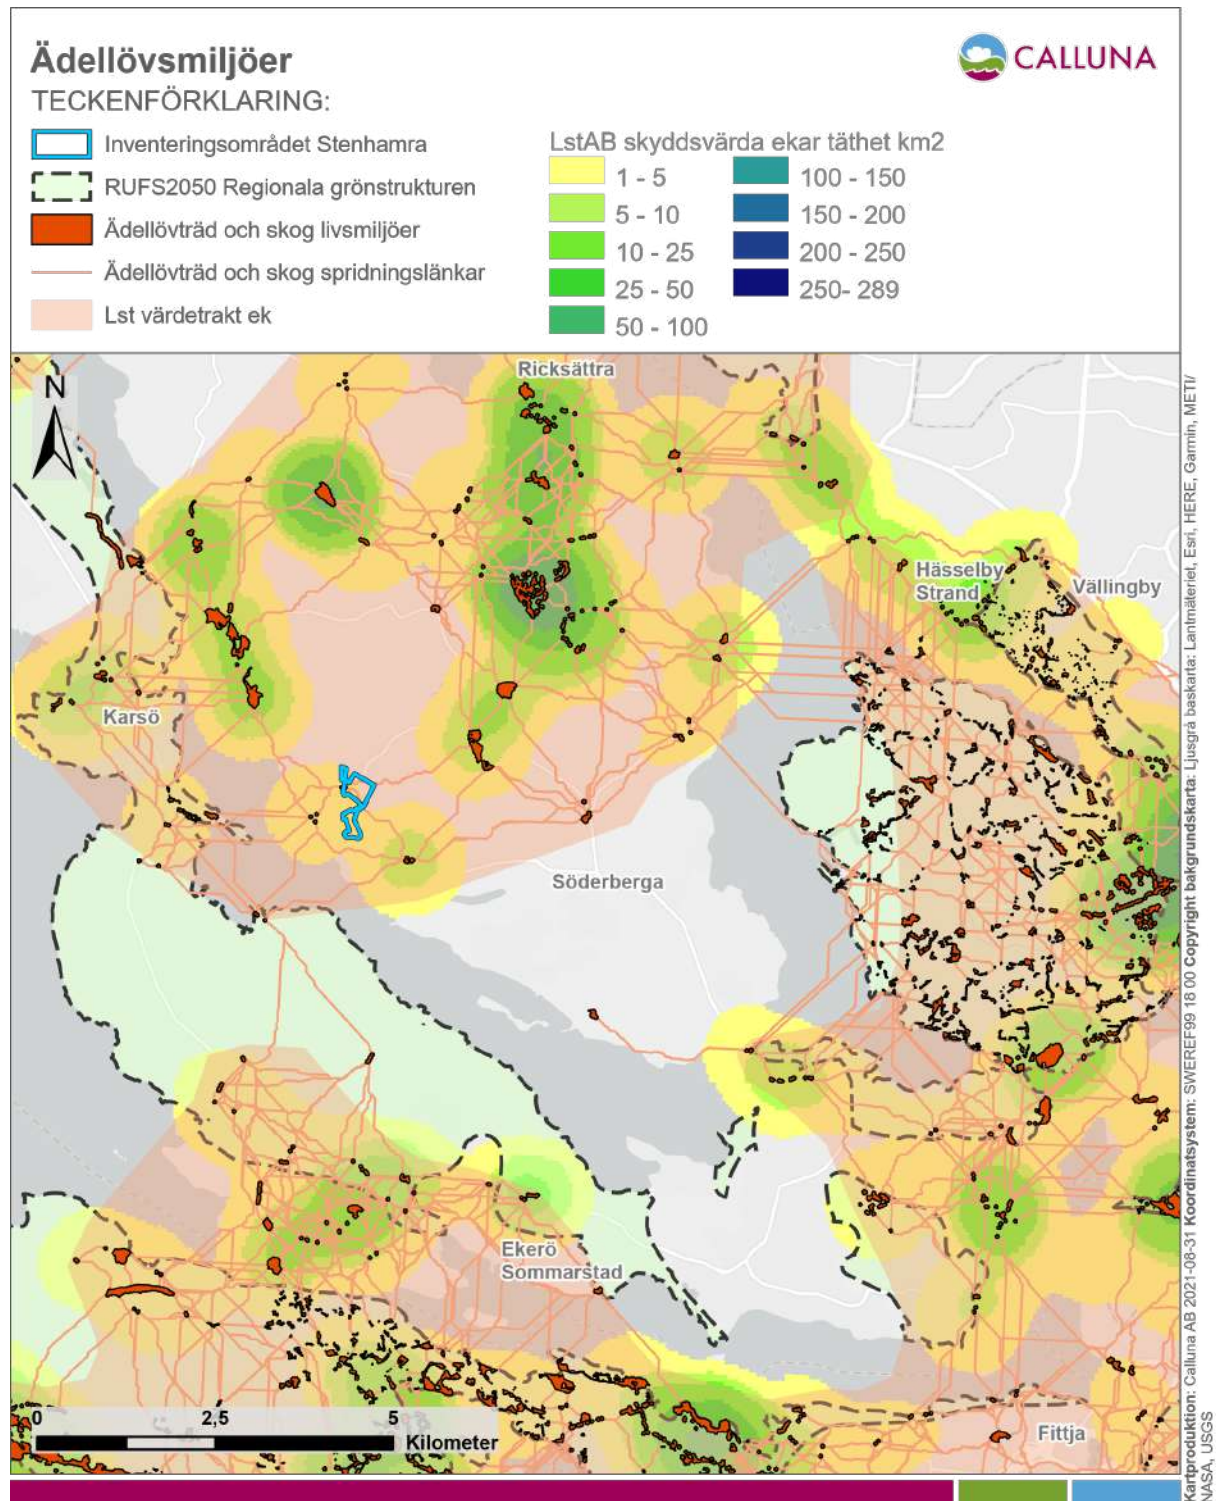 Ädellövsmiljöer
CALLUNA
TECKENFÖRKLARING:
Inventeringsområdet Stenhamra
RUFS2050 Regionala grönstrukturen
Ädellövträd och skog livsmiljöer
Ädellövträd och skog spridningslänkar
Lst värdetrakt ek
LstAB skyddsvärda ekar täthet km2
1 - 5
5 - 10
10 - 25
25 - 50
50 - 100
100 - 150
150 - 200
200 - 250
250- 289
N
Ricksättra
Hässelby
Strand
Vällingby
Karsö
Söderberga
Ekerö
Sommarstad
Fittja
0 2,5 5
Kilometer
Kartproduktion: Calluna AB 2021-08-31 Koordinatsystem: SWEREF99 18 00 Copyright bakgrundskarta: Ljusgrå baskarta: Lantmäteriet, Esri, HERE, Garmin, METI/
NASA, USGS